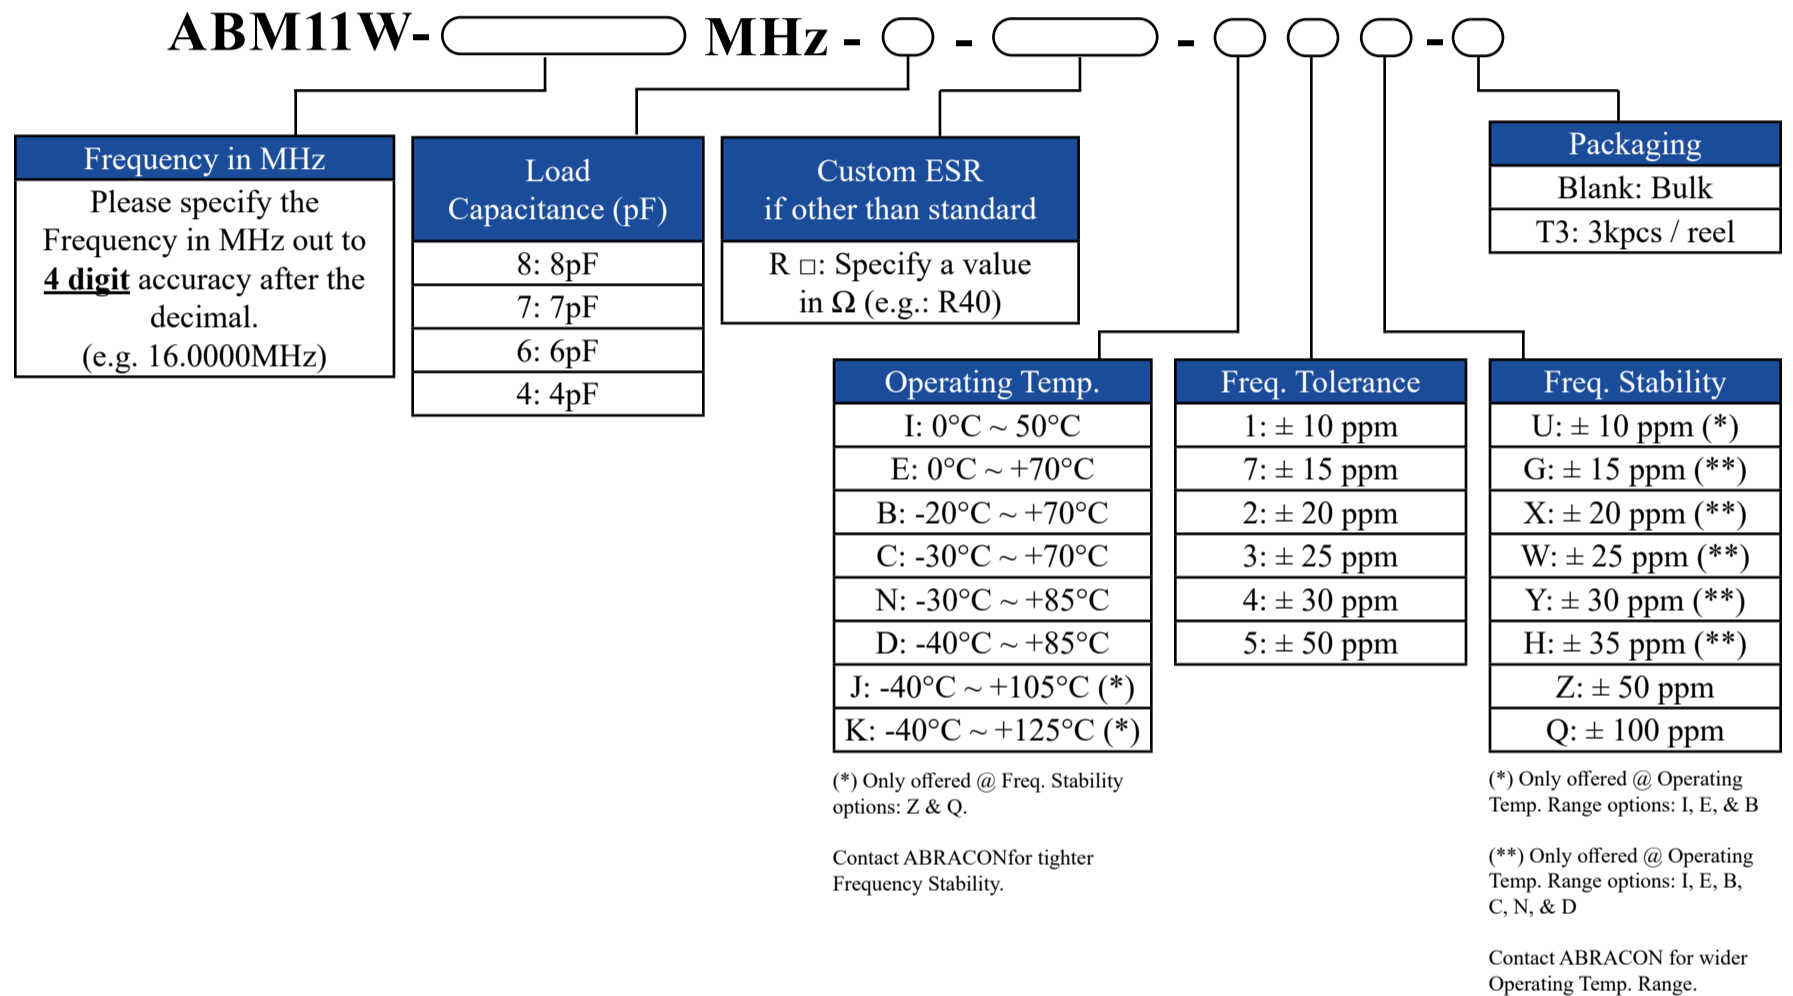 ABM11W- MHz - - - -
Frequency in MHz
Please specify the
Frequency in MHz out to
4 digit accuracy after the
decimal.
(e.g. 16.0000MHz)
Load
Capacitance (pF)
8: 8pF
7: 7pF
6: 6pF
4: 4pF
Custom ESR
if other than standard
R □: Specify a value
in Ω (e.g.: R40)
Packaging
Blank: Bulk
T3: 3kpcs / reel
Operating Temp.
I: 0°C ~ 50°C
E: 0°C ~ +70°C
B: -20°C ~ +70°C
C: -30°C ~ +70°C
N: -30°C ~ +85°C
D: -40°C ~ +85°C
J: -40°C ~ +105°C (*)
K: -40°C ~ +125°C (*)
(*) Only offered @ Freq. Stability
options: Z & Q.
Contact ABRACONfor tighter
Frequency Stability.
Freq. Tolerance
1: ± 10 ppm
7: ± 15 ppm
2: ± 20 ppm
3: ± 25 ppm
4: ± 30 ppm
5: ± 50 ppm
Freq. Stability
U: ± 10 ppm (*)
G: ± 15 ppm (**)
X: ± 20 ppm (**)
W: ± 25 ppm (**)
Y: ± 30 ppm (**)
H: ± 35 ppm (**)
Z: ± 50 ppm
Q: ± 100 ppm
(*) Only offered @ Operating
Temp. Range options: I, E, & B
(**) Only offered @ Operating
Temp. Range options: I, E, B,
C, N, & D
Contact ABRACON for wider
Operating Temp. Range.